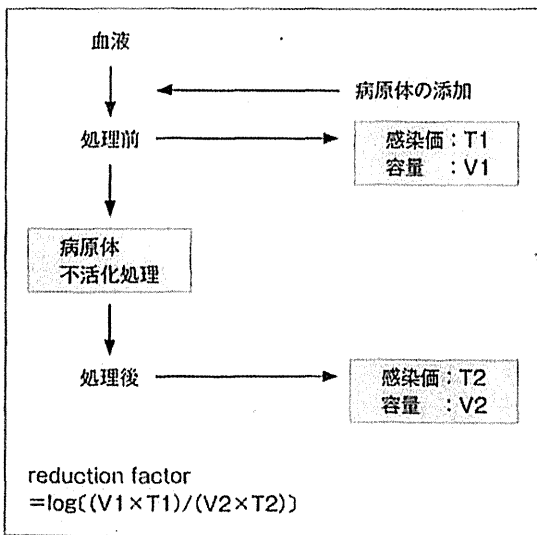 血液
病原体の添加
処理前
感染価：T1
容量　：V1
病原体
不活化処理
処理後
感染価：T2
容量　：V2
reduction factor
=log〔(V1×T1)/(V2×T2)〕